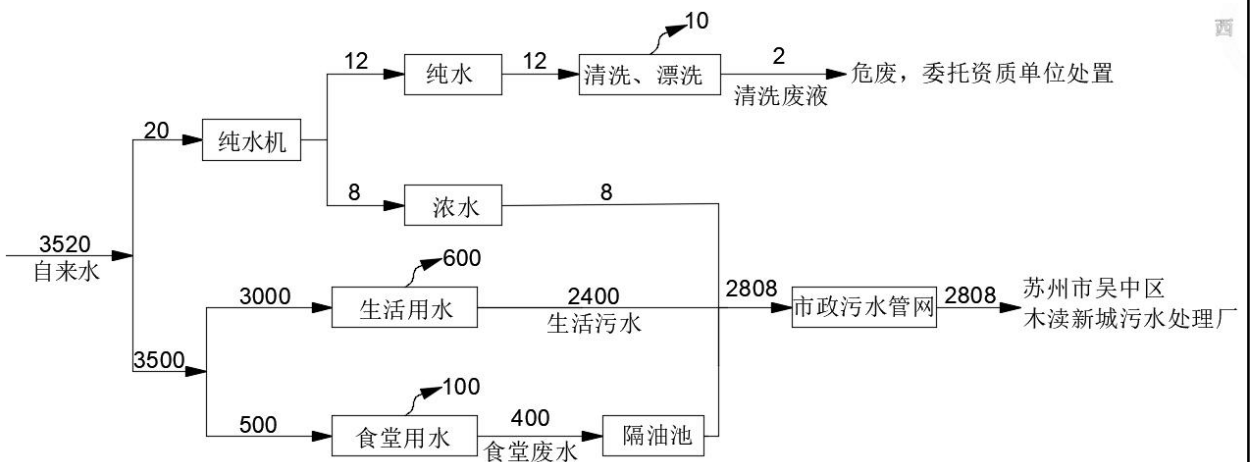 西
10
12
纯水
12
清洗、漂洗
2
清洗废液
危废，委托资质单位处置
20
纯水机
8
浓水
8
3520
自来水
600
3000
生活用水
2400
生活污水
2808
市政污水管网
2808
苏州市吴中区
木渎新城污水处理厂
3500
100
500
食堂用水
400
食堂废水
隔油池